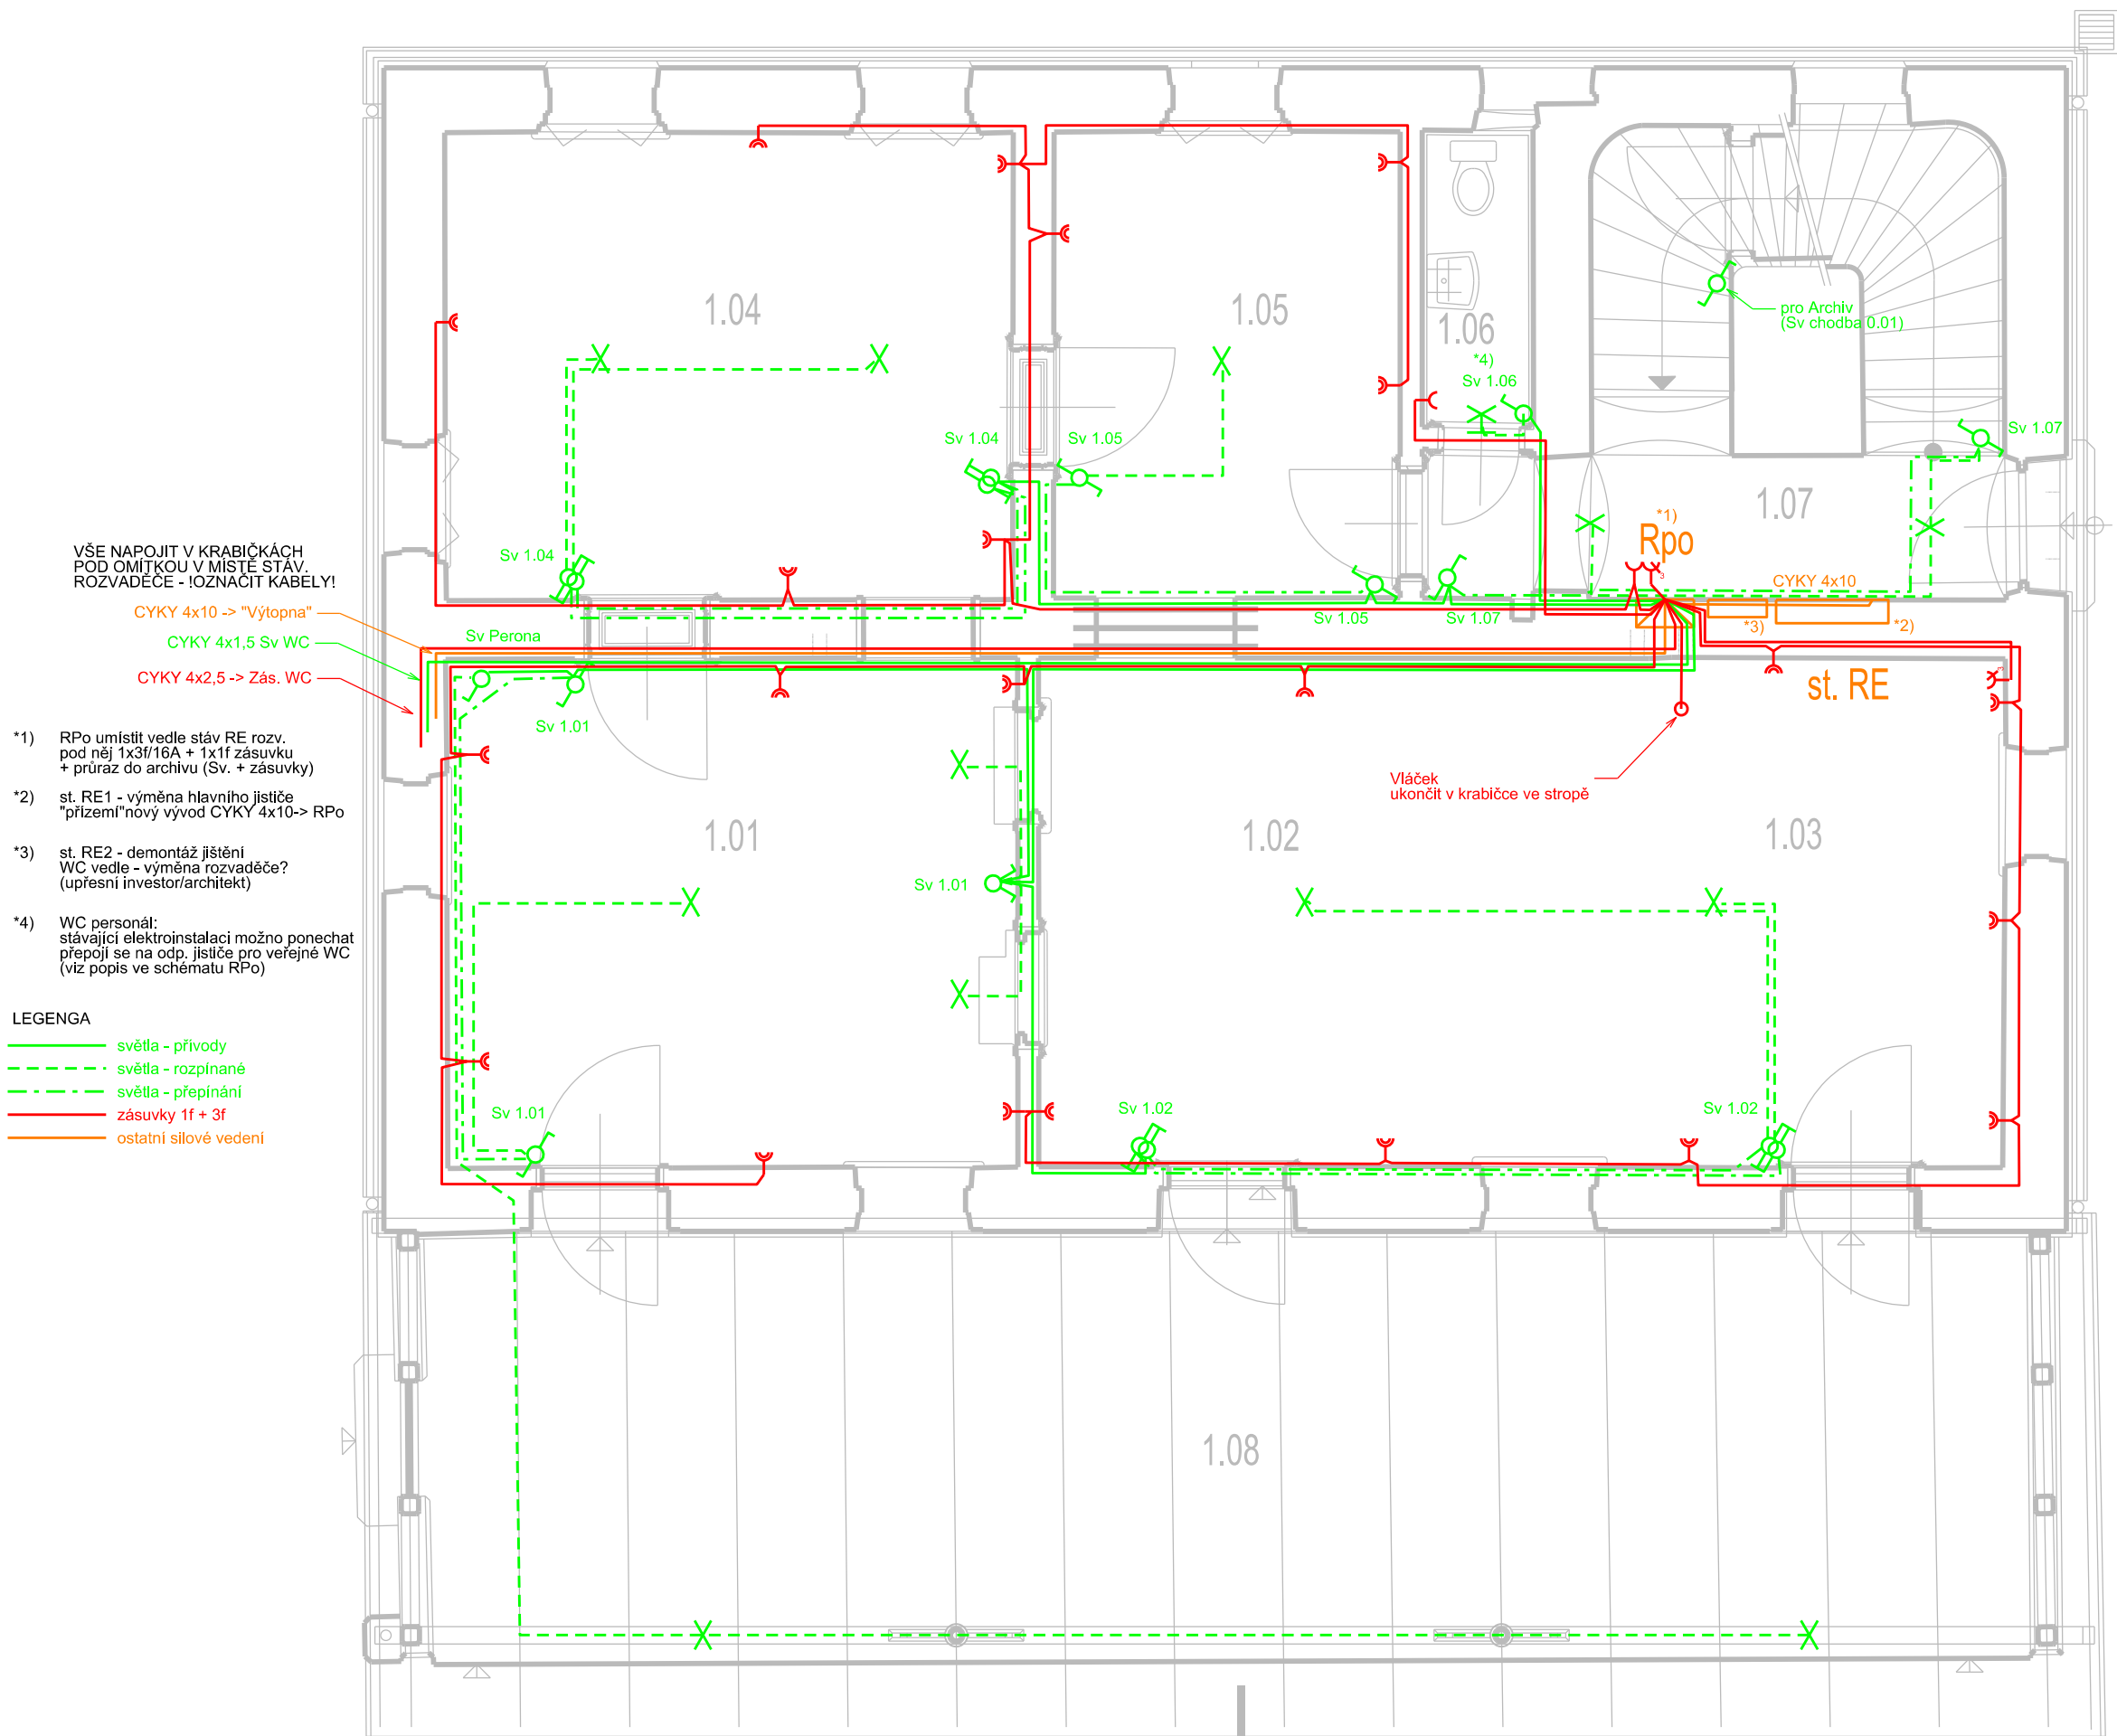 VŠE NAPOJIT V KRABIČKÁCH
POD OMÍTKOU V MÍSTĚ STÁV.
ROZVADĚČE - !OZNAČIT KABELY!
CYKY 4x10 -> "Výtopna"
CYKY 4x1,5 Sv WC
CYKY 4x2,5 -> Zás. WC
*1) RPo umístit vedle stáv RE rozv.
pod něj 1x3f/16A + 1x1f zásuvku
+ průraz do archivu (Sv. + zásuvky)
*2) st. RE1 - výměna hlavního jističe
"přízemí"nový vývod CYKY 4x10-> RPo
*3) st. RE2 - demontáž jištění
WC vedle - výměna rozvaděče?
(upřesní investor/architekt)
*4) WC personál:
stávající elektroinstalaci možno ponechat
přepojí se na odp. jističe pro veřejné WC
(viz popis ve schématu RPo)
LEGENGA
světla - přívody
světla - rozpínané
světla - přepínání
zásuvky 1f + 3f
ostatní silové vedení
1.04
1.05
1.06
*4)
Sv 1.06
pro Archiv
(Sv chodba 0.01)
Sv 1.04
Sv 1.05
Sv 1.07
1.07
*1)
Rpo
3
CYKY 4x10
Sv 1.04
Sv 1.05
Sv 1.07
*3)
*2)
Sv Perona
st. RE
3
Sv 1.01
Vláček
ukončit v krabičce ve stropě
1.01
1.02
1.03
Sv 1.01
Sv 1.01
Sv 1.02
Sv 1.02
1.08